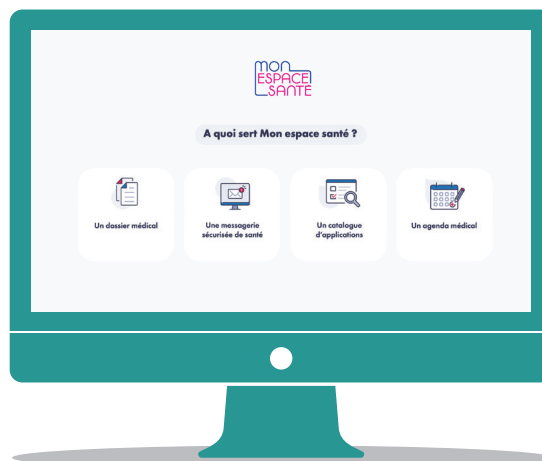 MON
ESPACE
SANTÉ
A quoi sert Mon espace santé ?
Un dossier médical
Une messagerie
sécurisée de santé
Un catalogue
d'applications
Un agenda médical